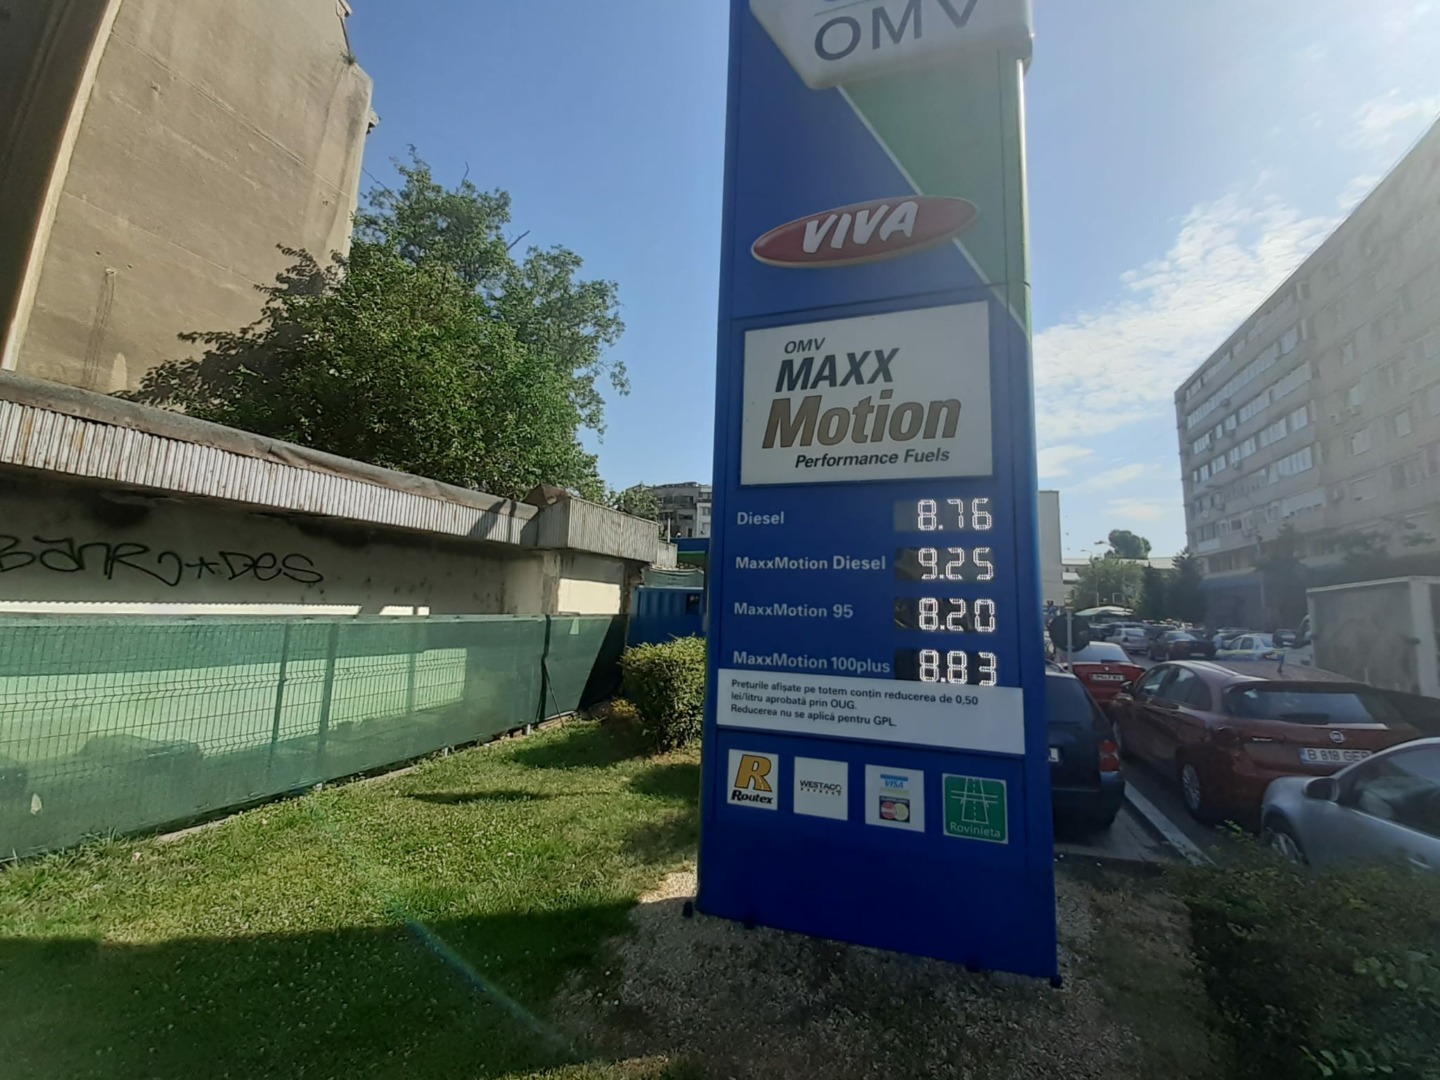 OMV
VIVA
OMV
MAXX
Motion
Performance Fuels
Diesel 8.76
MaxxMotion Diesel 9.25
MaxxMotion 95 8.20
MaxxMotion 100plus 8.83
Prețurile afișate pe totem conțin reducerea de 0,50
lei/litru aprobată prin OUG.
Reducerea nu se aplică pentru GPL.
R
Routex
WESTACO
EXPRESS
VISA
Rovinieta
B 818 GER